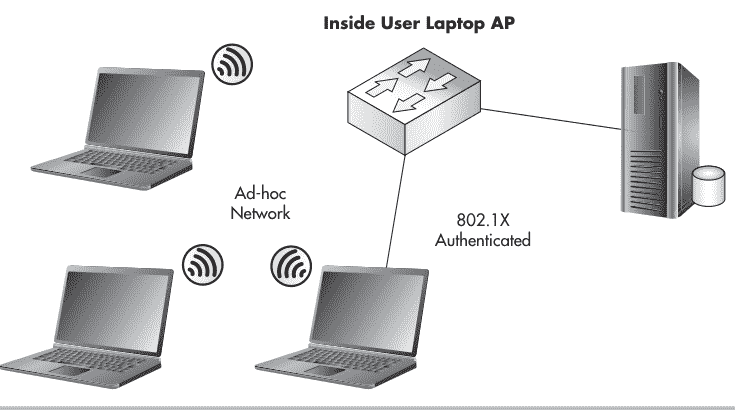 Inside User Laptop AP
Ad-hoc
Network
802.1X
Authenticated